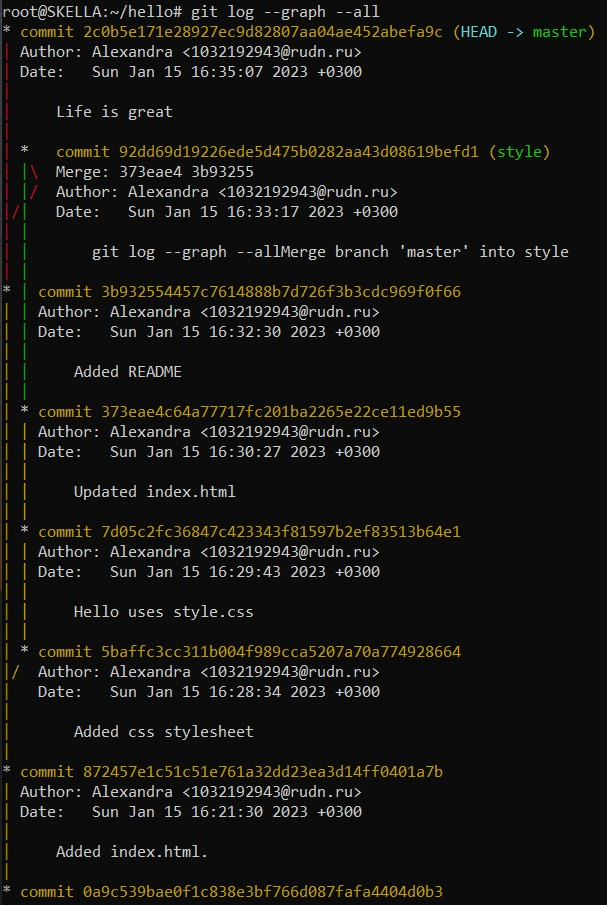 root@SKELLA:~/hello# git log --graph --all
* commit 2c0b5e171e28927ec9d82807aa04ae452abefa9c (HEAD -> master)
| Author: Alexandra <1032192943@rudn.ru>
| Date:   Sun Jan 15 16:35:07 2023 +0300
|
|     Life is great
|
| *   commit 92dd69d19226ede5d475b0282aa43d08619befd1 (style)
| |\  Merge: 373eae4 3b93255
| |/  Author: Alexandra <1032192943@rudn.ru>
|/|   Date:   Sun Jan 15 16:33:17 2023 +0300
| |
| |       git log --graph --allMerge branch 'master' into style
| |
* | commit 3b932554457c7614888b7d726f3b3cdc969f0f66
| | Author: Alexandra <1032192943@rudn.ru>
| | Date:   Sun Jan 15 16:32:30 2023 +0300
| |
| |     Added README
| |
| * commit 373eae4c64a77717fc201ba2265e22ce11ed9b55
| | Author: Alexandra <1032192943@rudn.ru>
| | Date:   Sun Jan 15 16:30:27 2023 +0300
| |
| |     Updated index.html
| |
| * commit 7d05c2fc36847c423343f81597b2ef83513b64e1
| | Author: Alexandra <1032192943@rudn.ru>
| | Date:   Sun Jan 15 16:29:43 2023 +0300
| |
| |     Hello uses style.css
| |
| * commit 5baffc3cc311b004f989cca5207a70a774928664
|/  Author: Alexandra <1032192943@rudn.ru>
|   Date:   Sun Jan 15 16:28:34 2023 +0300
|
|       Added css stylesheet
|
* commit 872457e1c51c51e761a32dd23ea3d14ff0401a7b
| Author: Alexandra <1032192943@rudn.ru>
| Date:   Sun Jan 15 16:21:30 2023 +0300
|
|     Added index.html.
|
* commit 0a9c539bae0f1c838e3bf766d087fafa4404d0b3